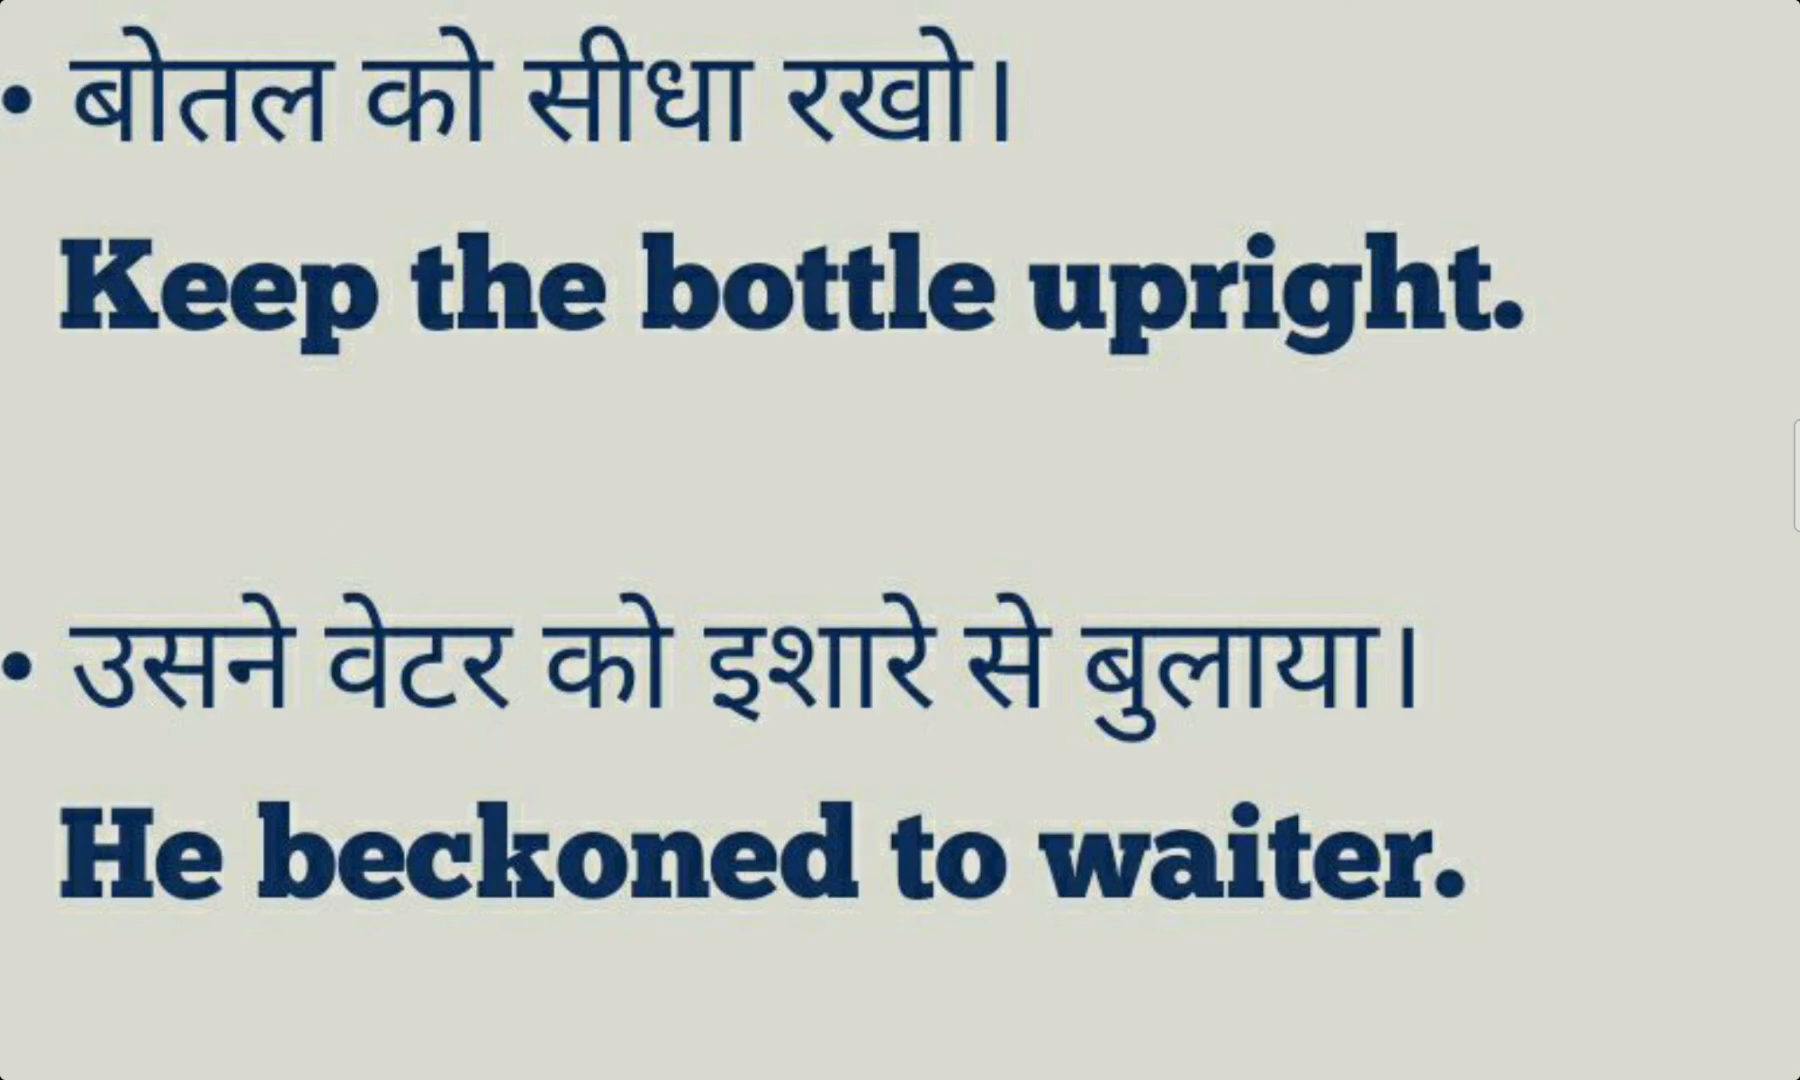 • बोतल को सीधा रखो।
Keep the bottle upright.
• उसने वेटर को इशारे से बुलाया।
He beckoned to waiter.